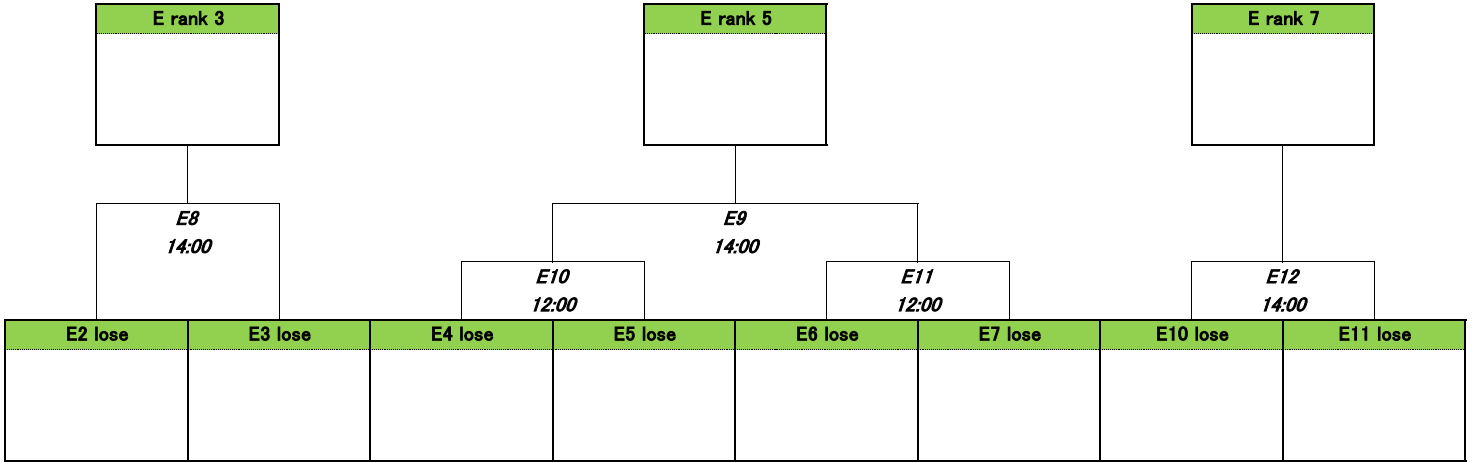 E rank 3
E rank 5
E rank 7
E8
14:00
E9
14:00
E10
12:00
E11
12:00
E12
14:00
E2 lose
E3 lose
E4 lose
E5 lose
E6 lose
E7 lose
E10 lose
E11 lose